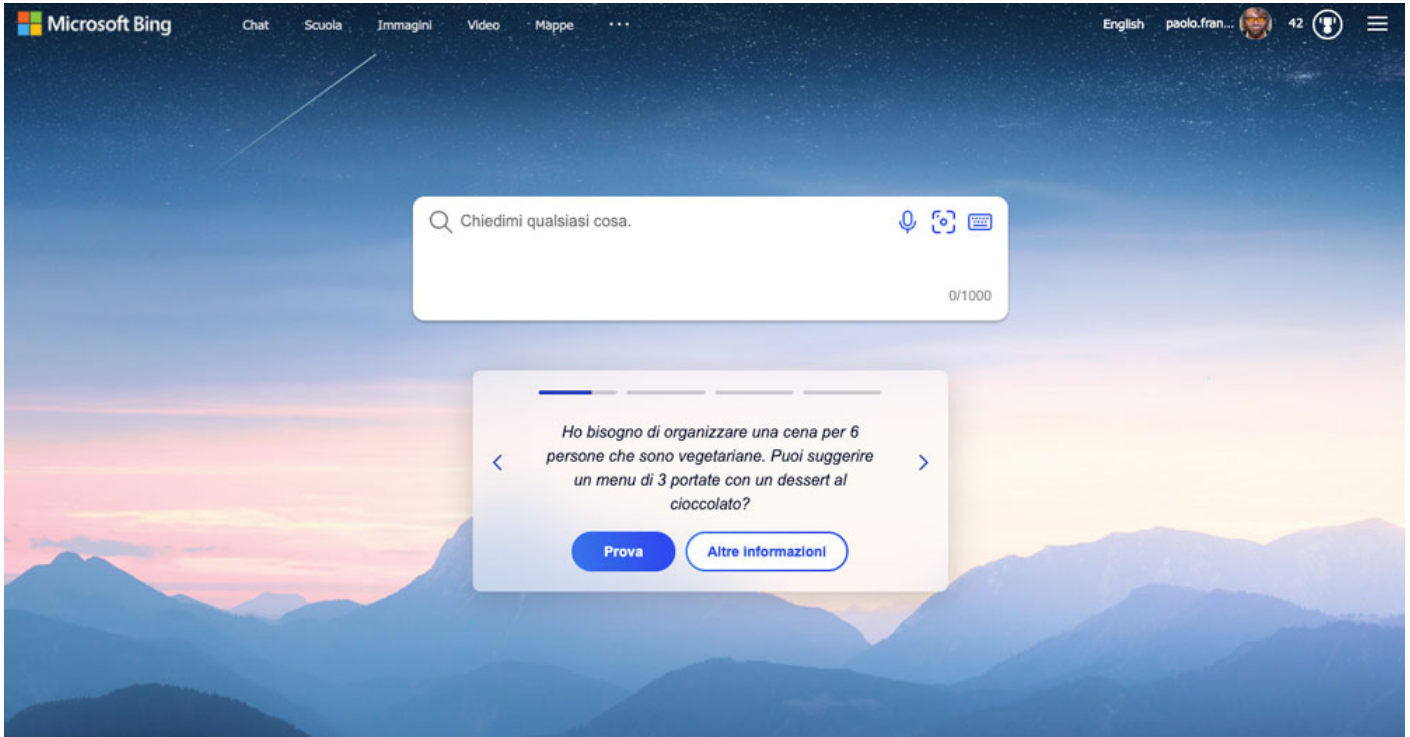 Microsoft Bing Chat Scuola Immagini Video Mappe ··· English paolo.fran... 42
Chiedimi qualsiasi cosa.
0/1000
Ho bisogno di organizzare una cena per 6
persone che sono vegetariane. Puoi suggerire
un menu di 3 portate con un dessert al
cioccolato?
Prova Altre informazioni